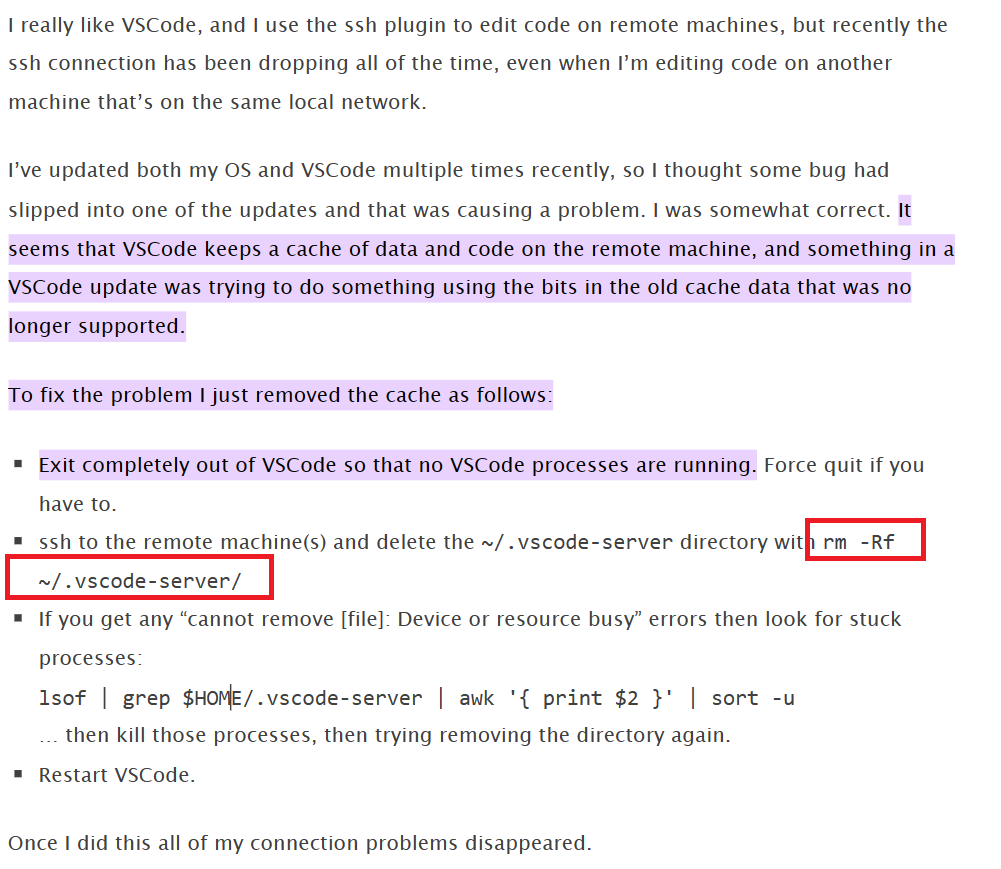 I really like VSCode, and I use the ssh plugin to edit code on remote machines, but recently the
ssh connection has been dropping all of the time, even when I’m editing code on another
machine that’s on the same local network.
I’ve updated both my OS and VSCode multiple times recently, so I thought some bug had
slipped into one of the updates and that was causing a problem. I was somewhat correct. It
seems that VSCode keeps a cache of data and code on the remote machine, and something in a
VSCode update was trying to do something using the bits in the old cache data that was no
longer supported.
To fix the problem I just removed the cache as follows:
▪ Exit completely out of VSCode so that no VSCode processes are running. Force quit if you
have to.
▪ ssh to the remote machine(s) and delete the ~/.vscode-server directory with rm -Rf
~/.vscode-server/
▪ If you get any “cannot remove [file]: Device or resource busy” errors then look for stuck
processes:
lsof | grep $HOME/.vscode-server | awk '{ print $2 }' | sort -u
… then kill those processes, then trying removing the directory again.
▪ Restart VSCode.
Once I did this all of my connection problems disappeared.